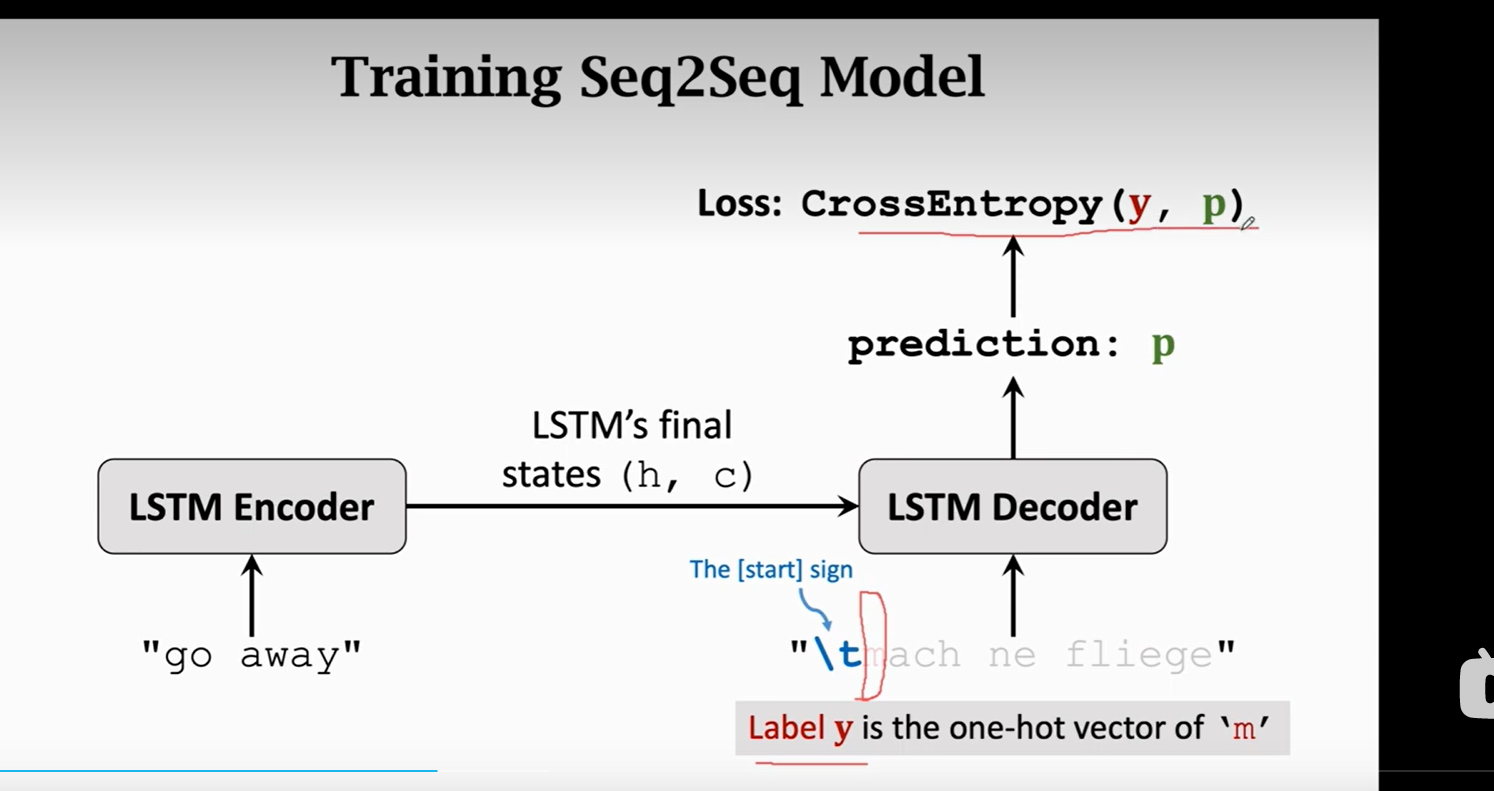 Training Seq2Seq Model
Loss: CrossEntropy(y, p)
prediction: p
LSTM's final
states (h, c)
LSTM Encoder
LSTM Decoder
The [start] sign
"go away"
"\tmach ne fliege"
Label y is the one-hot vector of 'm'